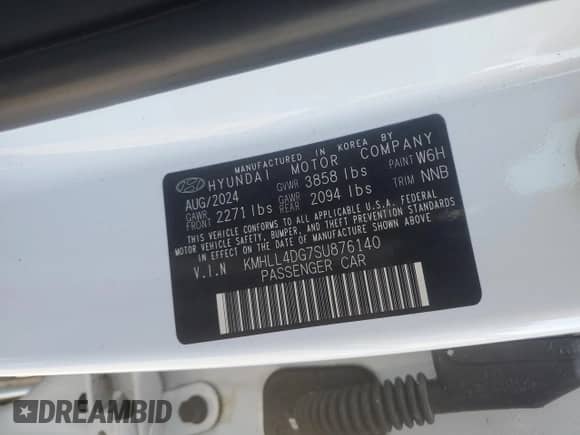 MANUFACTURED IN KOREA BY
HYUNDAI MOTOR COMPANY
AUG/2024 GVWR 3858 lbs PAINT W6H
GAWR FRONT 2271 lbs GAWR REAR 2094 lbs TRIM NNB
THIS VEHICLE CONFORMS TO ALL APPLICABLE U.S.A. FEDERAL
MOTOR VEHICLE SAFETY, BUMPER, AND THEFT PREVENTION
STANDARDS IN EFFECT ON THE DATE OF MANUFACTURE SHOWN ABOVE.
V.I.N KMHLL4DG7SU876140
PASSENGER CAR
DREAMBID